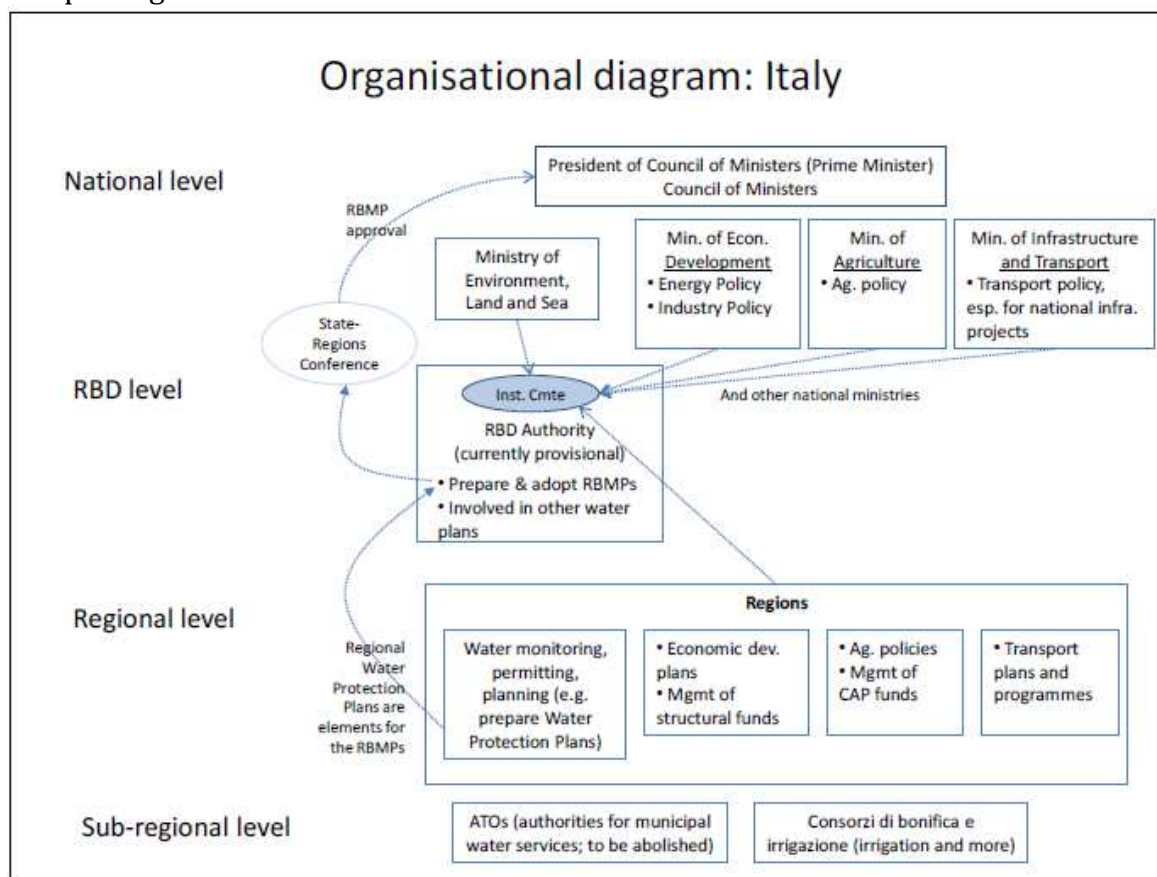 Organisational diagram: Italy
National level
President of Council of Ministers (Prime Minister)
Council of Ministers
RBMP
approval
Ministry of
Environment,
Land and Sea
Min. of Econ.
Development
• Energy Policy
• Industry Policy
Min. of
Agriculture
• Ag. policy
Min. of Infrastructure
and Transport
• Transport policy,
esp. for national infra.
projects
State-
Regions
Conference
RBD level
Inst. Cmte
And other national ministries
RBD Authority
(currently provisional)
• Prepare & adopt RBMPs
• Involved in other water
plans
Regional level
Regions
Regional
Water
Protection
Plans are
elements for
the RBMPs
Water monitoring,
permitting,
planning (e.g.
prepare Water
Protection Plans)
• Economic dev.
plans
• Mgmt of
structural funds
• Ag. policies
• Mgmt of
CAP funds
• Transport
plans and
programmes
Sub-regional level
ATOs (authorities for municipal
water services; to be abolished)
Consorzi di bonifica e
irrigazione (irrigation and more)